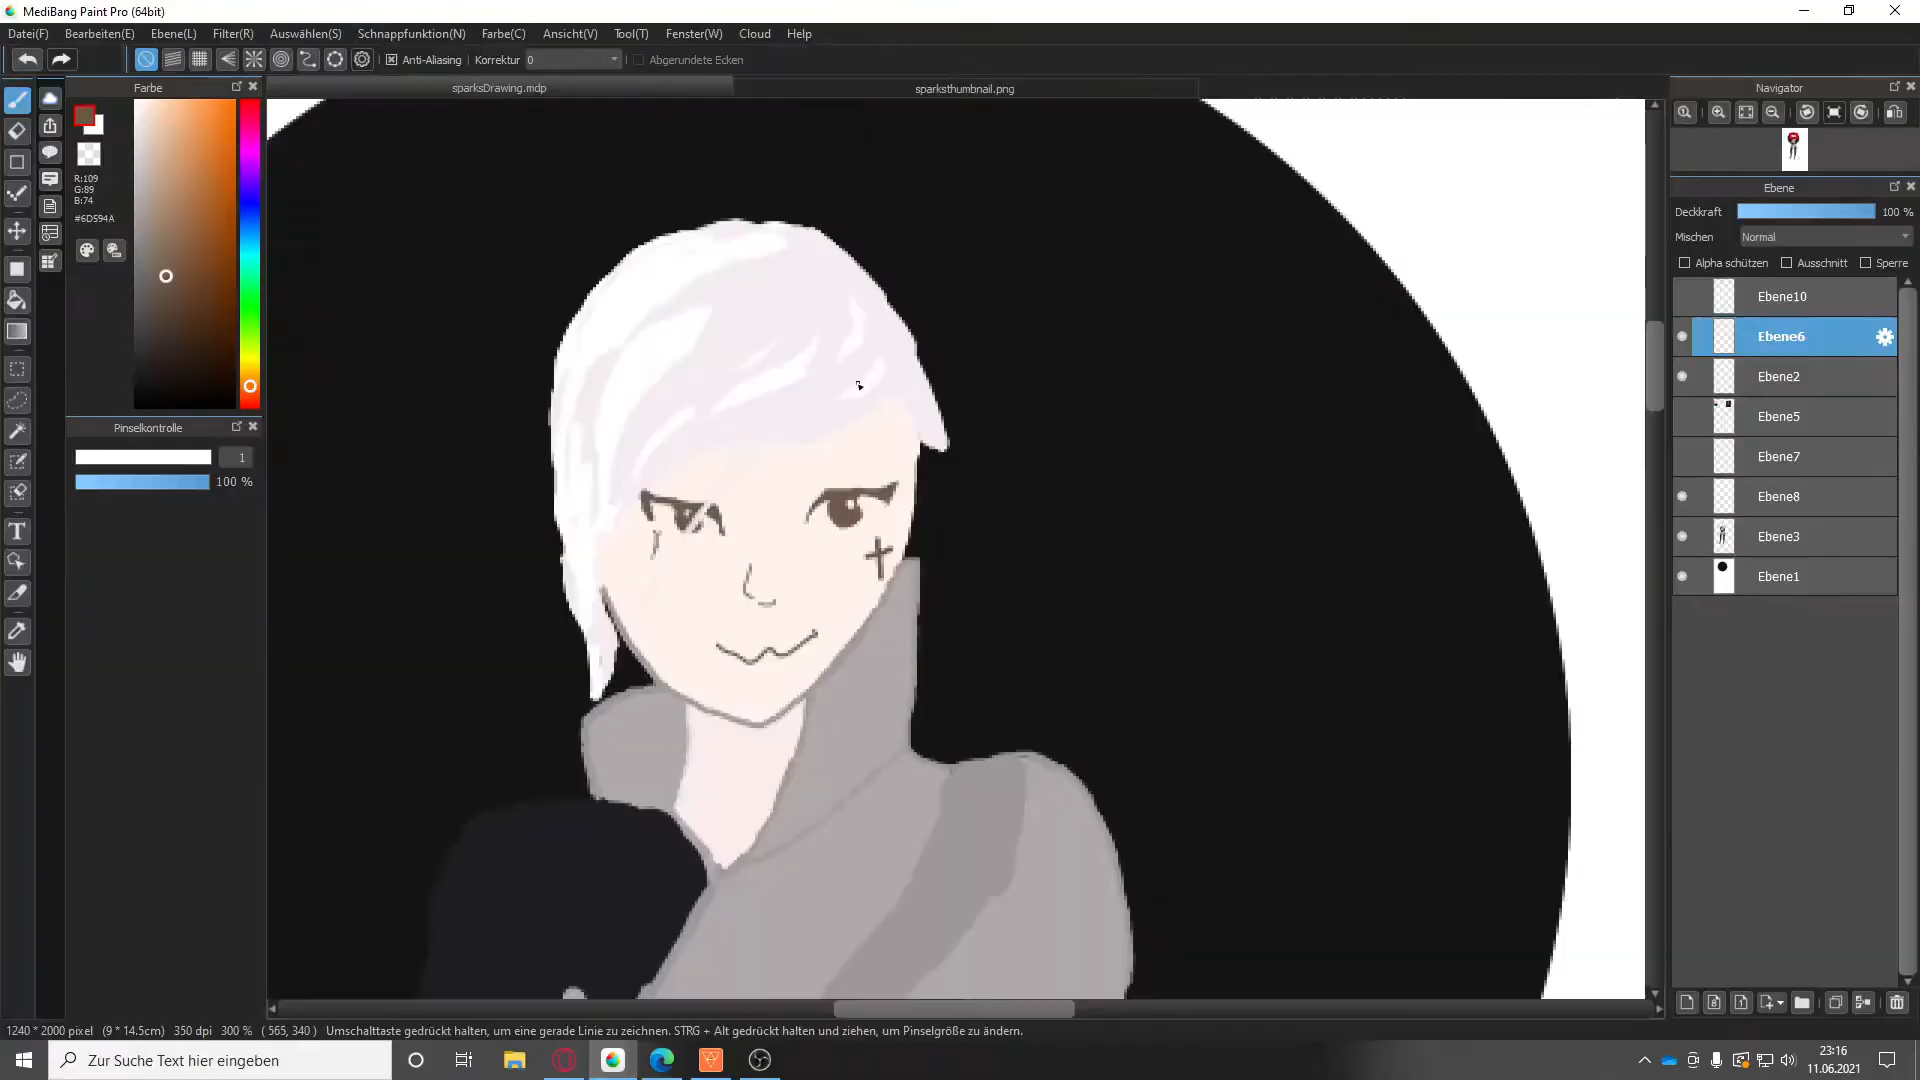 MediBang Paint Pro (64bit)
Datei(F) Bearbeiten(E) Ebene(L) Filter(R) Auswählen(S) Schnappfunktion(N) Farbe(C) Ansicht(V) Tool(T) Fenster(W) Cloud Help
Anti-Aliasing Korrektur 0 Abgerundete Ecken
Farbe sparksDrawing.mdp sparksthumbnail.png Navigator
R:109
G:89
B:74
#6D594A
Ebene
Deckkraft 100 %
Mischen Normal
Alpha schützen Ausschnitt Sperre
Ebene10
Ebene6
Ebene2
Ebene5
Ebene7
Ebene8
Ebene3
Ebene1
Pinselkontrolle
1
100 %
T
1240 * 2000 pixel (9 * 14.5cm) 350 dpi 300 % ( 565, 340 ) Umschalttaste gedrückt halten, um eine gerade Linie zu zeichnen. STRG + Alt gedrückt halten und ziehen, um Pinselgröße zu ändern.
Zur Suche Text hier eingeben
23:16
11.06.2021